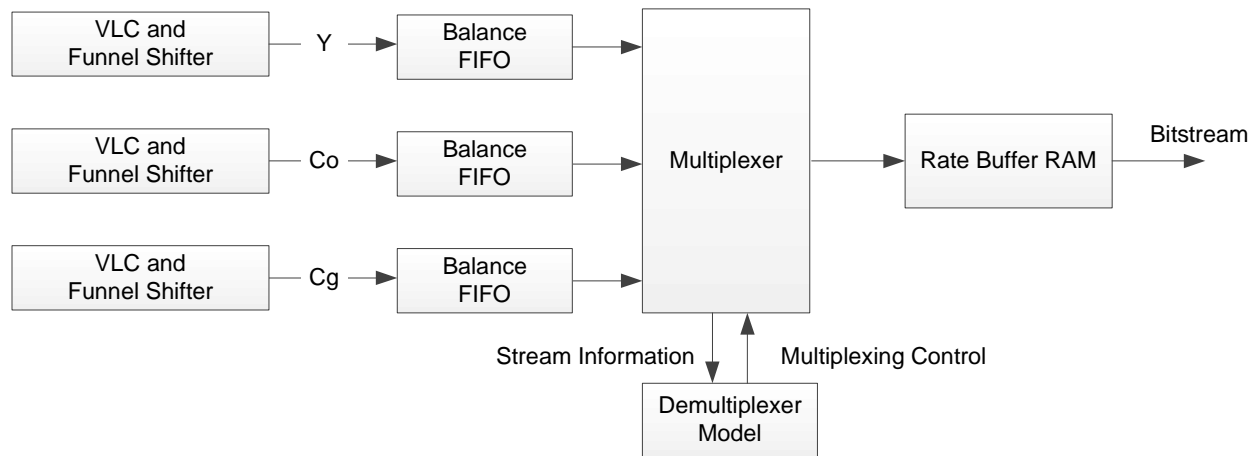 VLC and
Funnel Shifter
Y
Balance
FIFO
VLC and
Funnel Shifter
Co
Balance
FIFO
Multiplexer
Rate Buffer RAM
Bitstream
VLC and
Funnel Shifter
Cg
Balance
FIFO
Stream Information
Multiplexing Control
Demultiplexer
Model